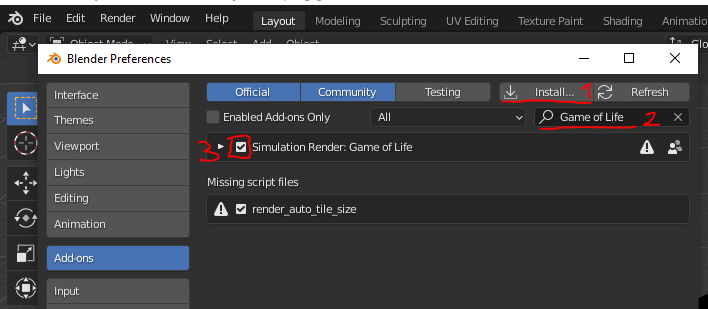 File Edit Render Window Help Layout Modeling Sculpting UV Editing Texture Paint Shading Animatio
Object Mode View Select Add Object Glo
Blender Preferences
Interface
Official Community Testing Install... 1 Refresh
Themes
Enabled Add-ons Only All Game of Life 2
Viewport
3 Simulation Render: Game of Life
Lights
Missing script files
Editing
render_auto_tile_size
Animation
Add-ons
Input